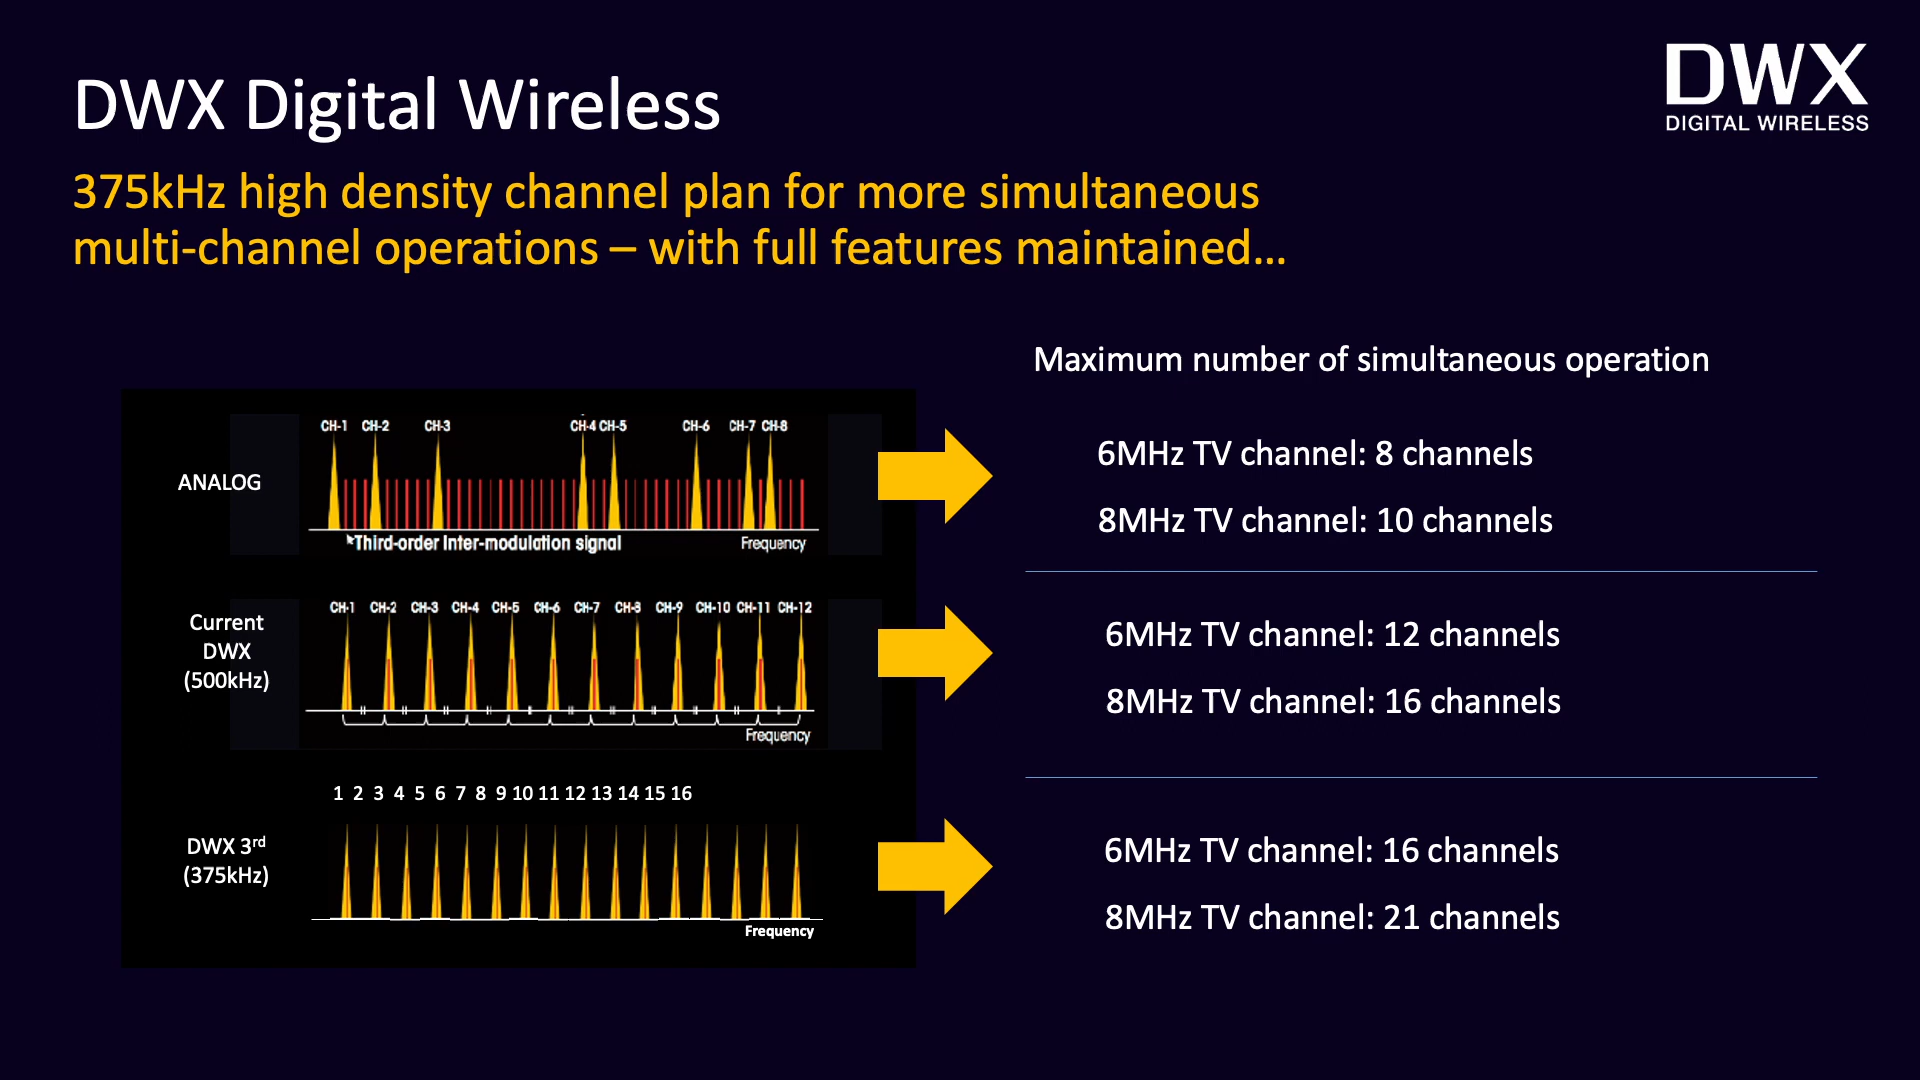 DWX Digital Wireless
DWX
DIGITAL WIRELESS
375kHz high density channel plan for more simultaneous
multi-channel operations – with full features maintained...
Maximum number of simultaneous operation
CH-1 CH-2 CH-3 CH-4 CH-5 CH-6 CH-7 CH-8
ANALOG
Third-order Inter-modulation signal
Frequency
6MHz TV channel: 8 channels
8MHz TV channel: 10 channels
CH-1 CH-2 CH-3 CH-4 CH-5 CH-6 CH-7 CH-8 CH-9 CH-10 CH-11 CH-12
Current
DWX
(500kHz)
Frequency
6MHz TV channel: 12 channels
8MHz TV channel: 16 channels
1 2 3 4 5 6 7 8 9 10 11 12 13 14 15 16
DWX 3rd
(375kHz)
Frequency
6MHz TV channel: 16 channels
8MHz TV channel: 21 channels